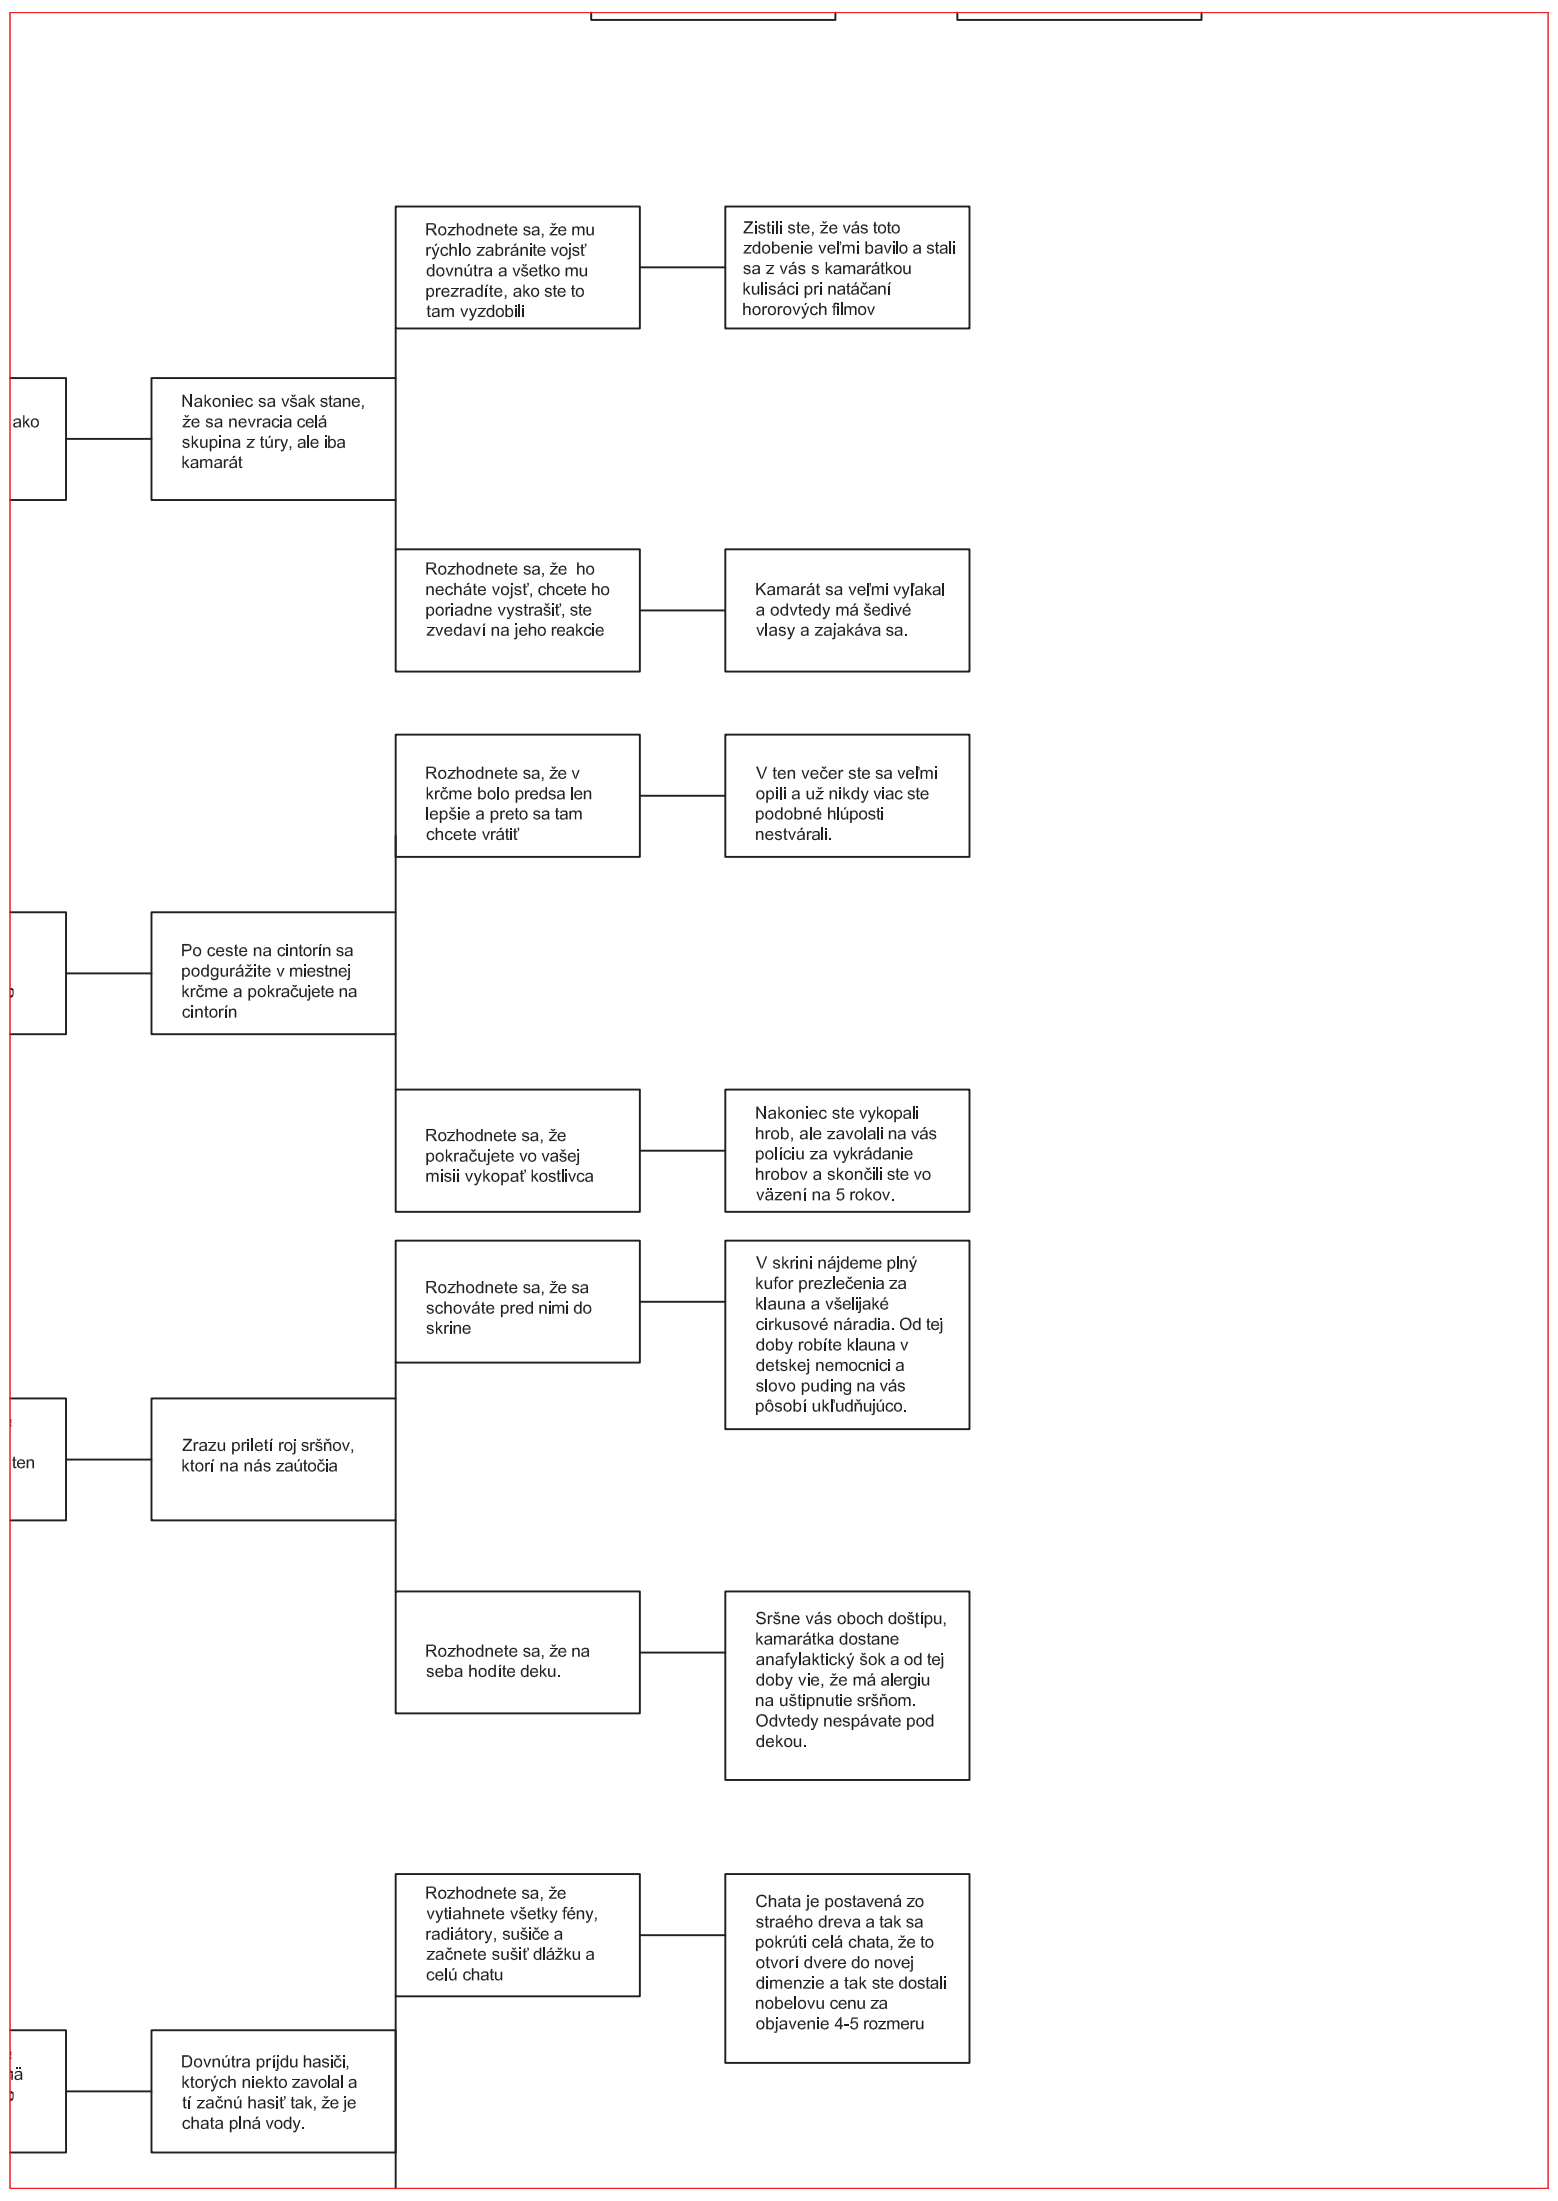 Rozhodnete sa, že mu
rýchlo zabránite vojsť
dovnútra a všetko mu
prezradíte, ako ste to
tam vyzdobili
Zistili ste, že vás toto
zdobenie veľmi bavilo a stali
sa z vás s kamarátkou
kulisáci pri natáčaní
hororových filmov
ako
Nakoniec sa však stane,
že sa nevracia celá
skupina z túry, ale iba
kamarát
Rozhodnete sa, že  ho
necháte vojsť, chcete ho
poriadne vystrašiť, ste
zvedaví na jeho reakcie
Kamarát sa veľmi vyľakal
a odvtedy má šedivé
vlasy a zajakáva sa.
Rozhodnete sa, že v
krčme bolo predsa len
lepšie a preto sa tam
chcete vrátiť
V ten večer ste sa veľmi
opili a už nikdy viac ste
podobné hlúposti
nestvárali.
Po ceste na cintorín sa
podgurážite v miestnej
krčme a pokračujete na
cintorín
Rozhodnete sa, že
pokračujete vo vašej
misii vykopať kostlivca
Nakoniec ste vykopali
hrob, ale zavolali na vás
políciu za vykrádanie
hrobov a skončili ste vo
väzení na 5 rokov.
Rozhodnete sa, že sa
schováte pred nimi do
skrine
V skrini nájdeme plný
kufor prezlečenia za
klauna a všelijaké
cirkusové náradia. Od tej
doby robíte klauna v
detskej nemocnici a
slovo puding na vás
pôsobí ukľudňujúco.
ten
Zrazu priletí roj sršňov,
ktorí na nás zaútočia
Rozhodnete sa, že na
seba hodíte deku.
Sršne vás oboch doštípu,
kamarátka dostane
anafylaktický šok a od tej
doby vie, že má alergiu
na uštipnutie sršňom.
Odvtedy nespávate pod
dekou.
Rozhodnete sa, že
vytiahnete všetky fény,
radiátory, sušiče a
začnete sušiť dlážku a
celú chatu
Chata je postavená zo
straého dreva a tak sa
pokrúti celá chata, že to
otvorí dvere do novej
dimenzie a tak ste dostali
nobelovu cenu za
objavenie 4-5 rozmeru
Dovnútra prídu hasiči,
ktorých niekto zavolal a
tí začnú hasiť tak, že je
chata plná vody.